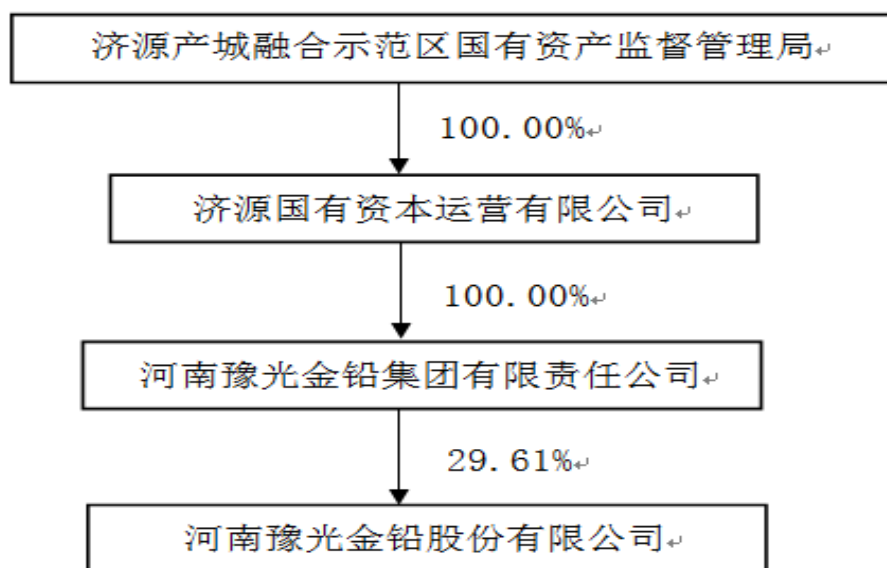 济源产城融合示范区国有资产监督管理局
100.00%
济源国有资本运营有限公司
100.00%
河南豫光金铅集团有限责任公司
29.61%
河南豫光金铅股份有限公司